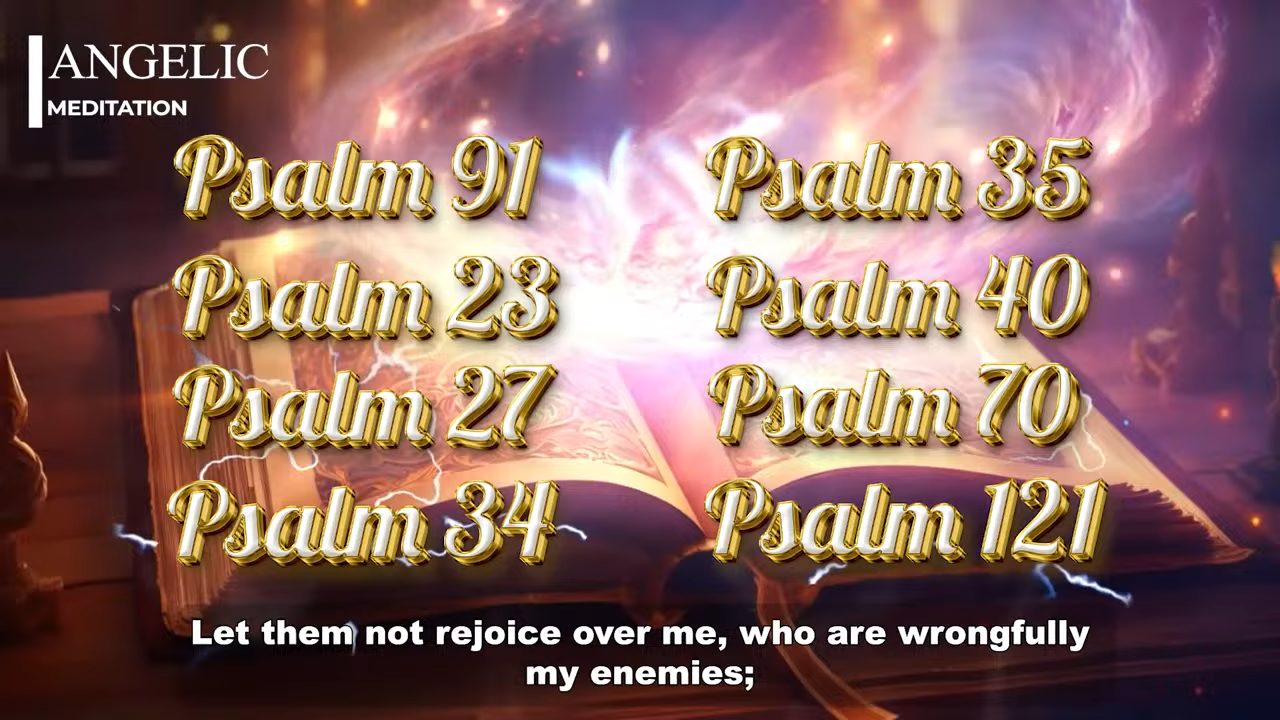 ANGELIC
MEDITATION
Psalm 91
Psalm 23
Psalm 27
Psalm 34
Psalm 35
Psalm 40
Psalm 70
Psalm 121
Let them not rejoice over me, who are wrongfully
my enemies;